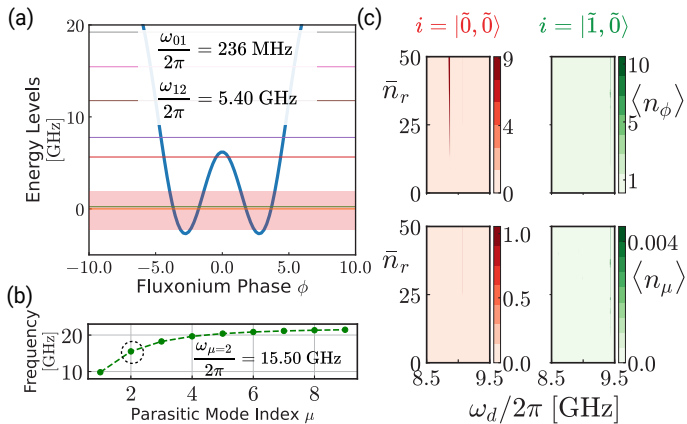 (a)
20
15
10
5
0
Energy Levels
[GHz]
ω01/2π = 236 MHz
ω12/2π = 5.40 GHz
−10.0 −5.0 0.0 5.0 10.0
Fluxonium Phase ϕ
(b)
Frequency
[GHz]
20
10
ωμ=2/2π = 15.50 GHz
2 4 6 8
Parasitic Mode Index μ
(c)
i = |0̃, 0̃⟩ i = |1̃, 0̃⟩
n̄r
50
25
0
9
4
0
10
5
1
⟨nϕ⟩
n̄r
50
25
0
1.0
0.5
0.0
0.004
0.0
⟨nμ⟩
8.5 9.5 8.5 9.5
ωd/2π [GHz]